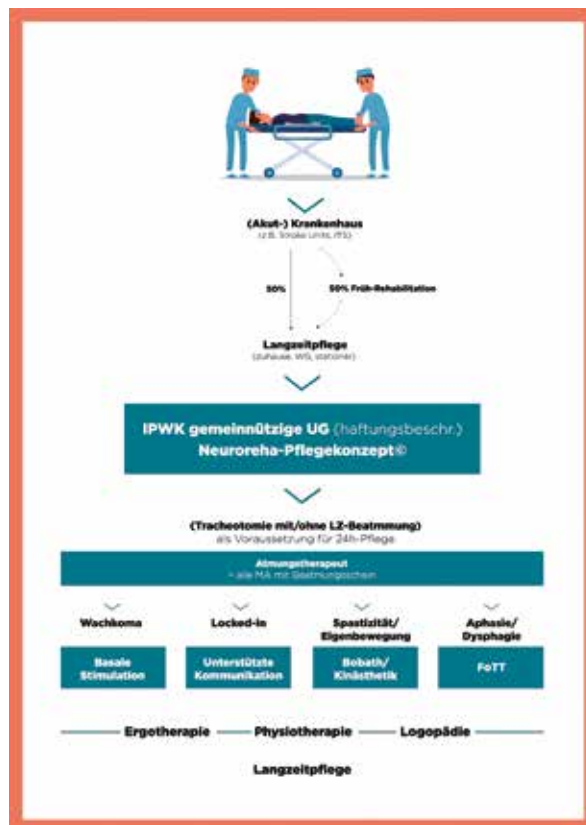 (Akut-) Krankenhaus
(z.B. Stroke Units, ITS)
50%
50% Früh-Rehabilitation
Langzeitpflege
(zuhause, WG, stationär)
IPWK gemeinnützige UG (haftungsbeschr.)
Neuroreha-Pflegekonzept©
(Tracheotomie mit/ohne LZ-Beatmmung)
als Voraussetzung für 24h-Pflege
Atmungstherapeut
– alle MA mit Beatmungsschein
Wachkoma
Locked-in
Spastizität/
Eigenbewegung
Aphasie/
Dysphagie
Basale
Stimulation
Unterstützte
Kommunikation
Bobath/
Kinästhetik
FoTT
Ergotherapie
Physiotherapie
Logopädie
Langzeitpflege